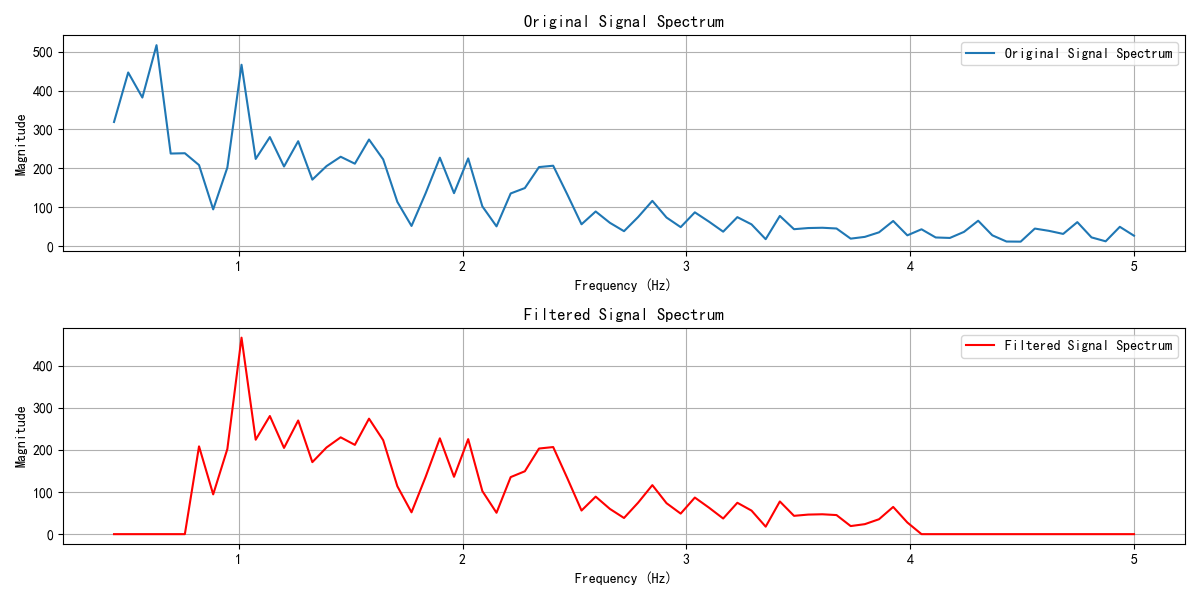 Original Signal Spectrum
Original Signal Spectrum
Magnitude
500
400
300
200
100
0
1 2 3 4 5
Frequency (Hz)
Filtered Signal Spectrum
Filtered Signal Spectrum
Magnitude
400
300
200
100
0
1 2 3 4 5
Frequency (Hz)